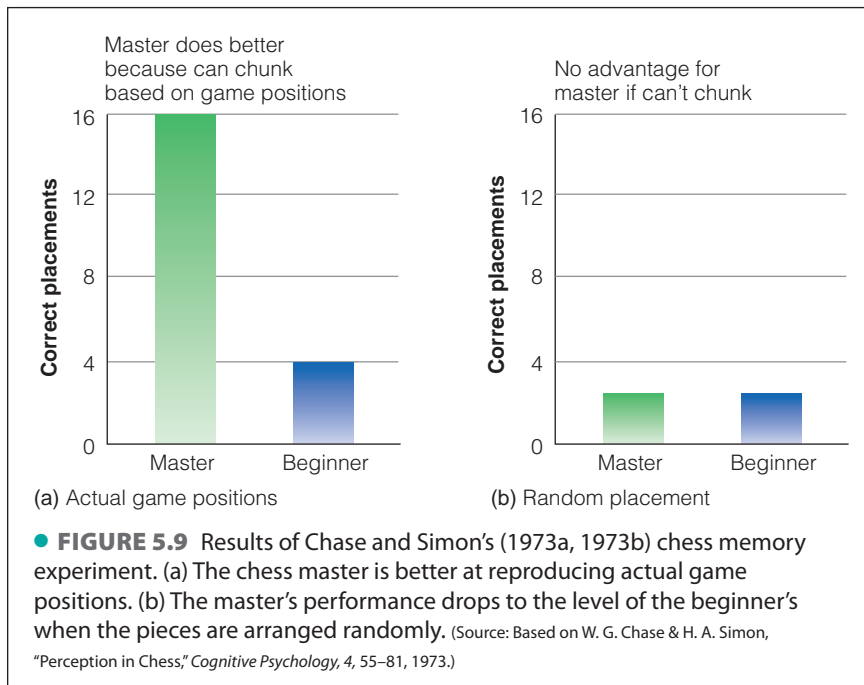 Master does better
because can chunk
based on game positions
Correct placements
16
12
8
4
0
Master Beginner
(a) Actual game positions
No advantage for
master if can't chunk
Correct placements
16
12
8
4
0
Master Beginner
(b) Random placement
● FIGURE 5.9 Results of Chase and Simon’s (1973a, 1973b) chess memory
experiment. (a) The chess master is better at reproducing actual game
positions. (b) The master’s performance drops to the level of the beginner’s
when the pieces are arranged randomly. (Source: Based on W. G. Chase & H. A. Simon,
“Perception in Chess,” Cognitive Psychology, 4, 55–81, 1973.)